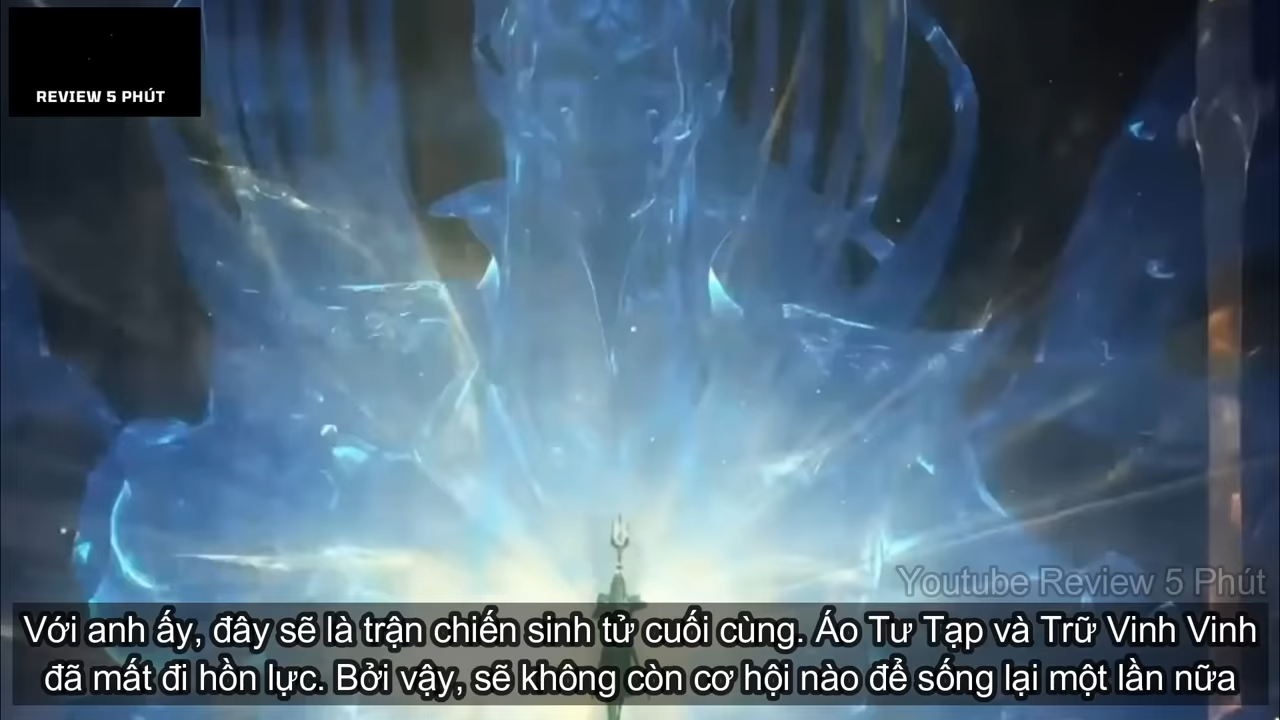 REVIEW 5 PHÚT
Youtube Review 5 Phút
Với anh ấy, đây sẽ là trận chiến sinh tử cuối cùng. Áo Tư Tạp và Trữ Vinh Vinh
đã mất đi hồn lực. Bởi vậy, sẽ không còn cơ hội nào để sống lại một lần nữa